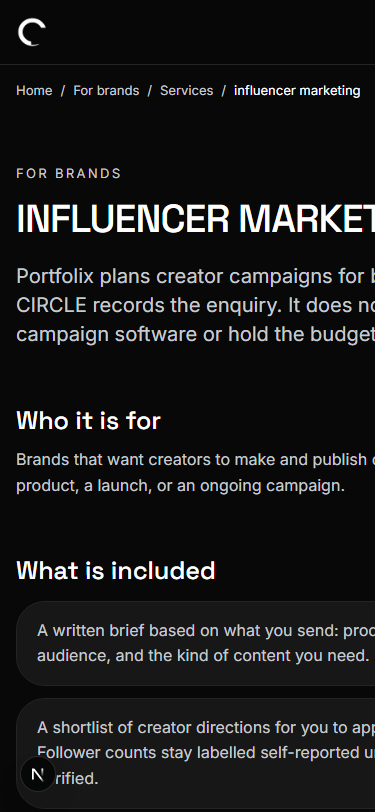 Home / For brands / Services / influencer marketing
FOR BRANDS
INFLUENCER MARKET
Portfolix plans creator campaigns for
CIRCLE records the enquiry. It does
campaign software or hold the budget
Who it is for
Brands that want creators to make and publish
product, a launch, or an ongoing campaign.
What is included
A written brief based on what you send:
audience, and the kind of content you need.
A shortlist of creator directions for you to
Follower counts stay labelled self-reported
N